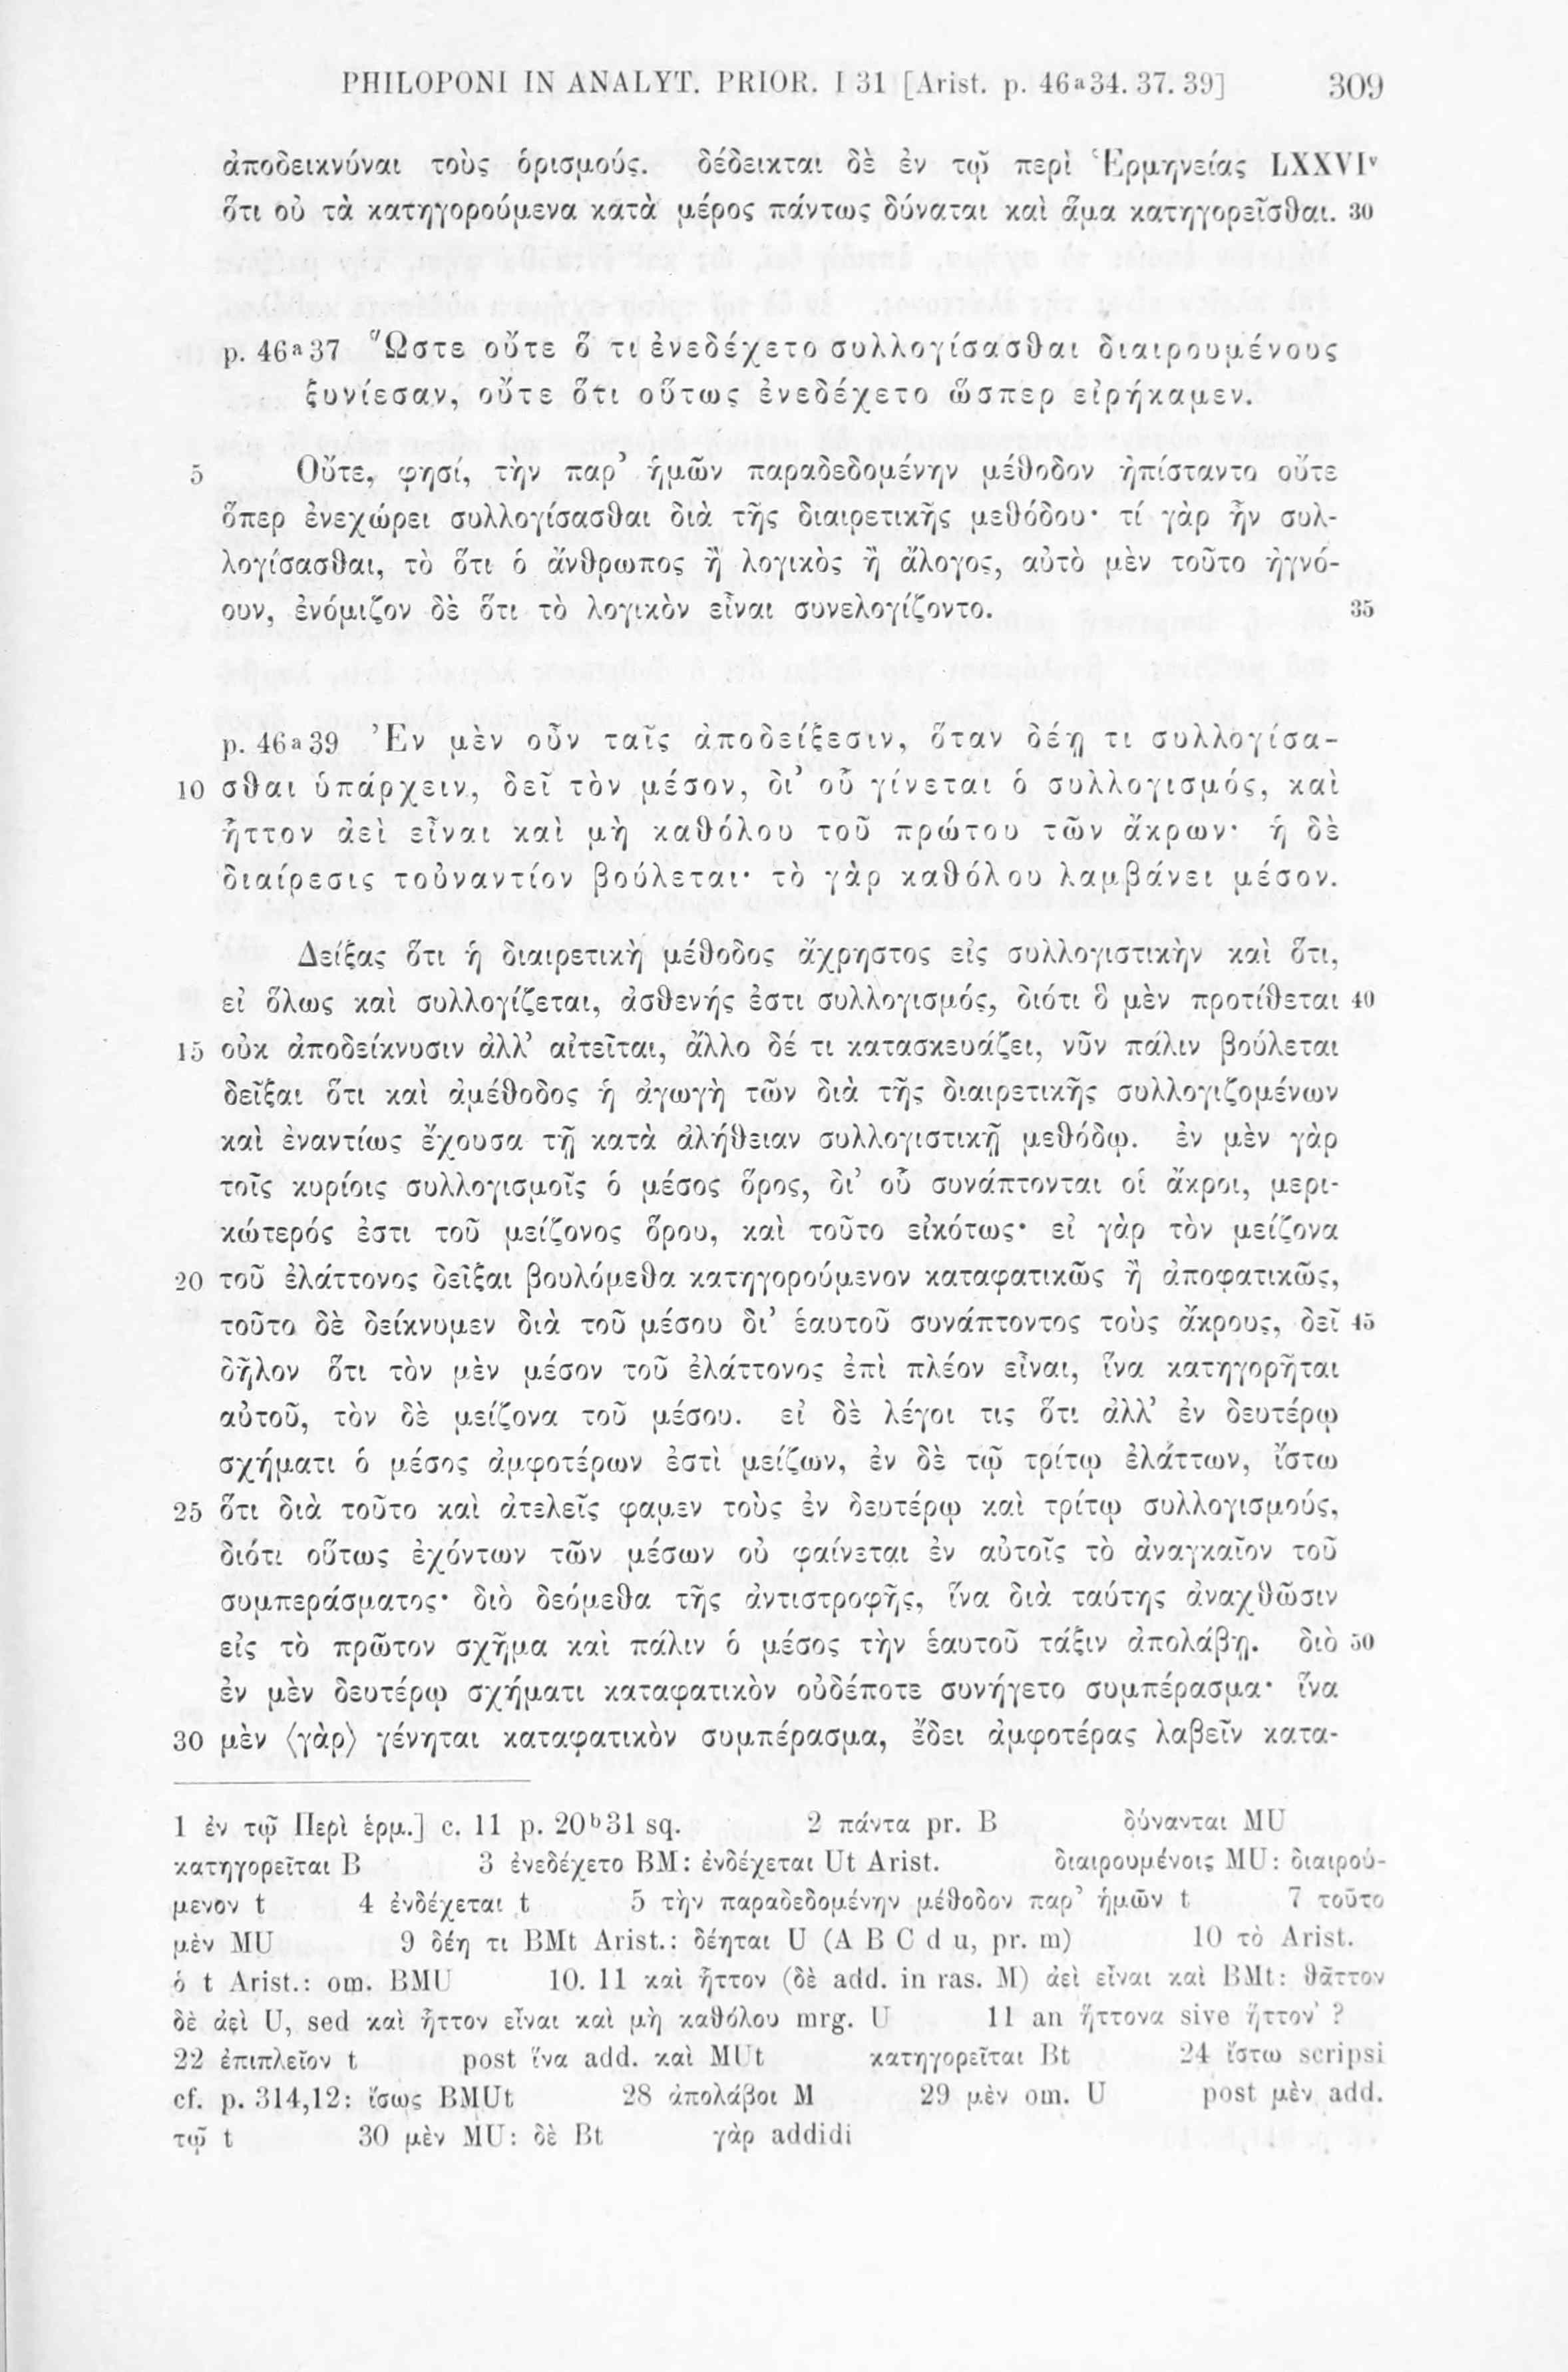 PHILOPONI IN ANALYT. PRIOR. I 31 [Arist. p. 46a34. 37. 39] 309
ἀποδεικνύναι τοὺς ὁρισμούς. δέδεικται δὲ ἐν τῷ περὶ Ἑρμηνείας LXXVIv
ὅτι οὐ τὰ κατηγορούμενα κατὰ μέρος πάντως δύναται καὶ ἅμα κατηγορεῖσθαι. 30
p. 46a37 Ὥστε οὔτε ὅ τι ἐνεδέχετο συλλογίσασθαι διαιρουμένους
ξυνίεσαν, οὔτε ὅτι οὕτως ἐνεδέχετο ὥσπερ εἰρήκαμεν.
5 Οὔτε, φησί, τὴν παρ’ ἡμῶν παραδεδομένην μέθοδον ἠπίσταντο οὔτε
ὅπερ ἐνεχώρει συλλογίσασθαι διὰ τῆς διαιρετικῆς μεθόδου· τί γὰρ ἦν συλ-
λογίσασθαι, τὸ ὅτι ὁ ἄνθρωπος ἢ λογικὸς ἢ ἄλογος, αὐτὸ μὲν τοῦτο ἠγνό-
ουν, ἐνόμιζον δὲ ὅτι τὸ λογικὸν εἶναι συνελογίζοντο. 35
p. 46a39 Ἐν μὲν οὖν ταῖς ἀποδείξεσιν, ὅταν δέῃ τι συλλογίσα-
10 σθαι ὑπάρχειν, δεῖ τὸν μέσον, δι’ οὗ γίνεται ὁ συλλογισμός, καὶ
ἧττον ἀεὶ εἶναι καὶ μὴ καθόλου τοῦ πρώτου τῶν ἄκρων· ἡ δὲ
διαίρεσις τοὐναντίον βούλεται· τὸ γὰρ καθόλου λαμβάνει μέσον.
Δείξας ὅτι ἡ διαιρετικὴ μέθοδος ἄχρηστος εἰς συλλογιστικὴν καὶ ὅτι,
εἰ ὅλως καὶ συλλογίζεται, ἀσθενής ἐστι συλλογισμός, διότι ὃ μὲν προτίθεται 40
15 οὐκ ἀποδείκνυσιν ἀλλ’ αἰτεῖται, ἄλλο δέ τι κατασκευάζει, νῦν πάλιν βούλεται
δεῖξαι ὅτι καὶ ἀμέθοδος ἡ ἀγωγὴ τῶν διὰ τῆς διαιρετικῆς συλλογιζομένων
καὶ ἐναντίως ἔχουσα τῇ κατὰ ἀλήθειαν συλλογιστικῇ μεθόδῳ. ἐν μὲν γὰρ
τοῖς κυρίοις συλλογισμοῖς ὁ μέσος ὅρος, δι’ οὗ συνάπτονται οἱ ἄκροι, μερι-
κώτερός ἐστι τοῦ μείζονος ὅρου, καὶ τοῦτο εἰκότως· εἰ γὰρ τὸν μείζονα
20 τοῦ ἐλάττονος δεῖξαι βουλόμεθα κατηγορούμενον καταφατικῶς ἢ ἀποφατικῶς,
τοῦτο δὲ δείκνυμεν διὰ τοῦ μέσου δι’ ἑαυτοῦ συνάπτοντος τοὺς ἄκρους, δεῖ 45
δῆλον ὅτι τὸν μὲν μέσον τοῦ ἐλάττονος ἐπὶ πλέον εἶναι, ἵνα κατηγορῆται
αὐτοῦ, τὸν δὲ μείζονα τοῦ μέσου. εἰ δὲ λέγοι τις ὅτι ἀλλ’ ἐν δευτέρῳ
σχήματι ὁ μέσος ἀμφοτέρων ἐστὶ μείζων, ἐν δὲ τῷ τρίτῳ ἐλάττων, ἴστω
25 ὅτι διὰ τοῦτο καὶ ἀτελεῖς φαμεν τοὺς ἐν δευτέρῳ καὶ τρίτῳ συλλογισμούς,
διότι οὕτως ἐχόντων τῶν μέσων οὐ φαίνεται ἐν αὐτοῖς τὸ ἀναγκαῖον τοῦ
συμπεράσματος· διὸ δεόμεθα τῆς ἀντιστροφῆς, ἵνα διὰ ταύτης ἀναχθῶσιν
εἰς τὸ πρῶτον σχῆμα καὶ πάλιν ὁ μέσος τὴν ἑαυτοῦ τάξιν ἀπολάβῃ. διὸ 50
ἐν μὲν δευτέρῳ σχήματι καταφατικὸν οὐδέποτε συνήγετο συμπέρασμα· ἵνα
30 μὲν ⟨γὰρ⟩ γένηται καταφατικὸν συμπέρασμα, ἔδει ἀμφοτέρας λαβεῖν κατα-
1 ἐν τῷ Περὶ ἑρμ.] c. 11 p. 20b31 sq. 2 πάντα pr. B δύνανται MU
κατηγορεῖται B 3 ἐνεδέχετο BM: ἐνδέχεται Ut Arist. διαιρουμένοις MU: διαιρού-
μενον t 4 ἐνδέχεται t 5 τὴν παραδεδομένην μέθοδον παρ’ ἡμῶν t 7 τοῦτο
μὲν MU 9 δέῃ τι BMt Arist.: δέηται U (A B C d u, pr. m) 10 τὸ Arist.
ὁ t Arist.: om. BMU 10. 11 καὶ ἧττον (δὲ add. in ras. M) ἀεὶ εἶναι καὶ BMt: θᾶττον
δὲ ἀεὶ U, sed καὶ ἧττον εἶναι καὶ μὴ καθόλου mrg. U 11 an ἥττονα sive ἧττον’ ?
22 ἐπιπλεῖον t post ἵνα add. καὶ MUt κατηγορεῖται Bt 24 ἴστω scripsi
cf. p. 314,12: ἴσως BMUt 28 ἀπολάβοι M 29 μὲν om. U post μὲν add.
τῷ t 30 μὲν MU: δὲ Bt γὰρ addidi